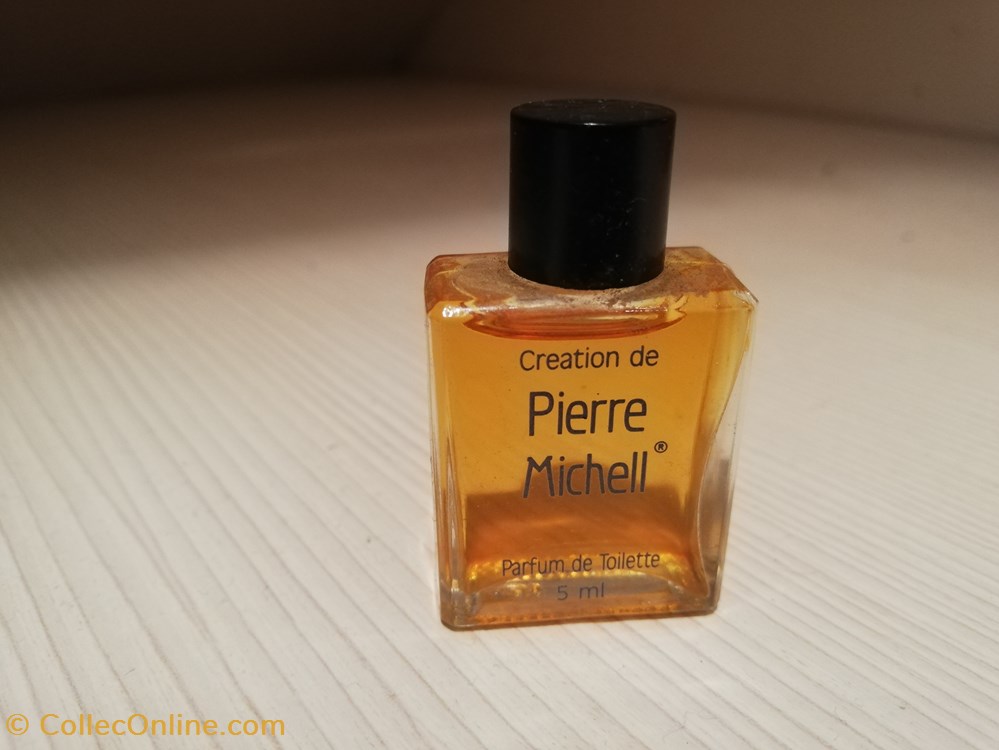 Creation de
Pierre
Michell®
Parfum de Toilette
5 ml
© CollecOnline.com